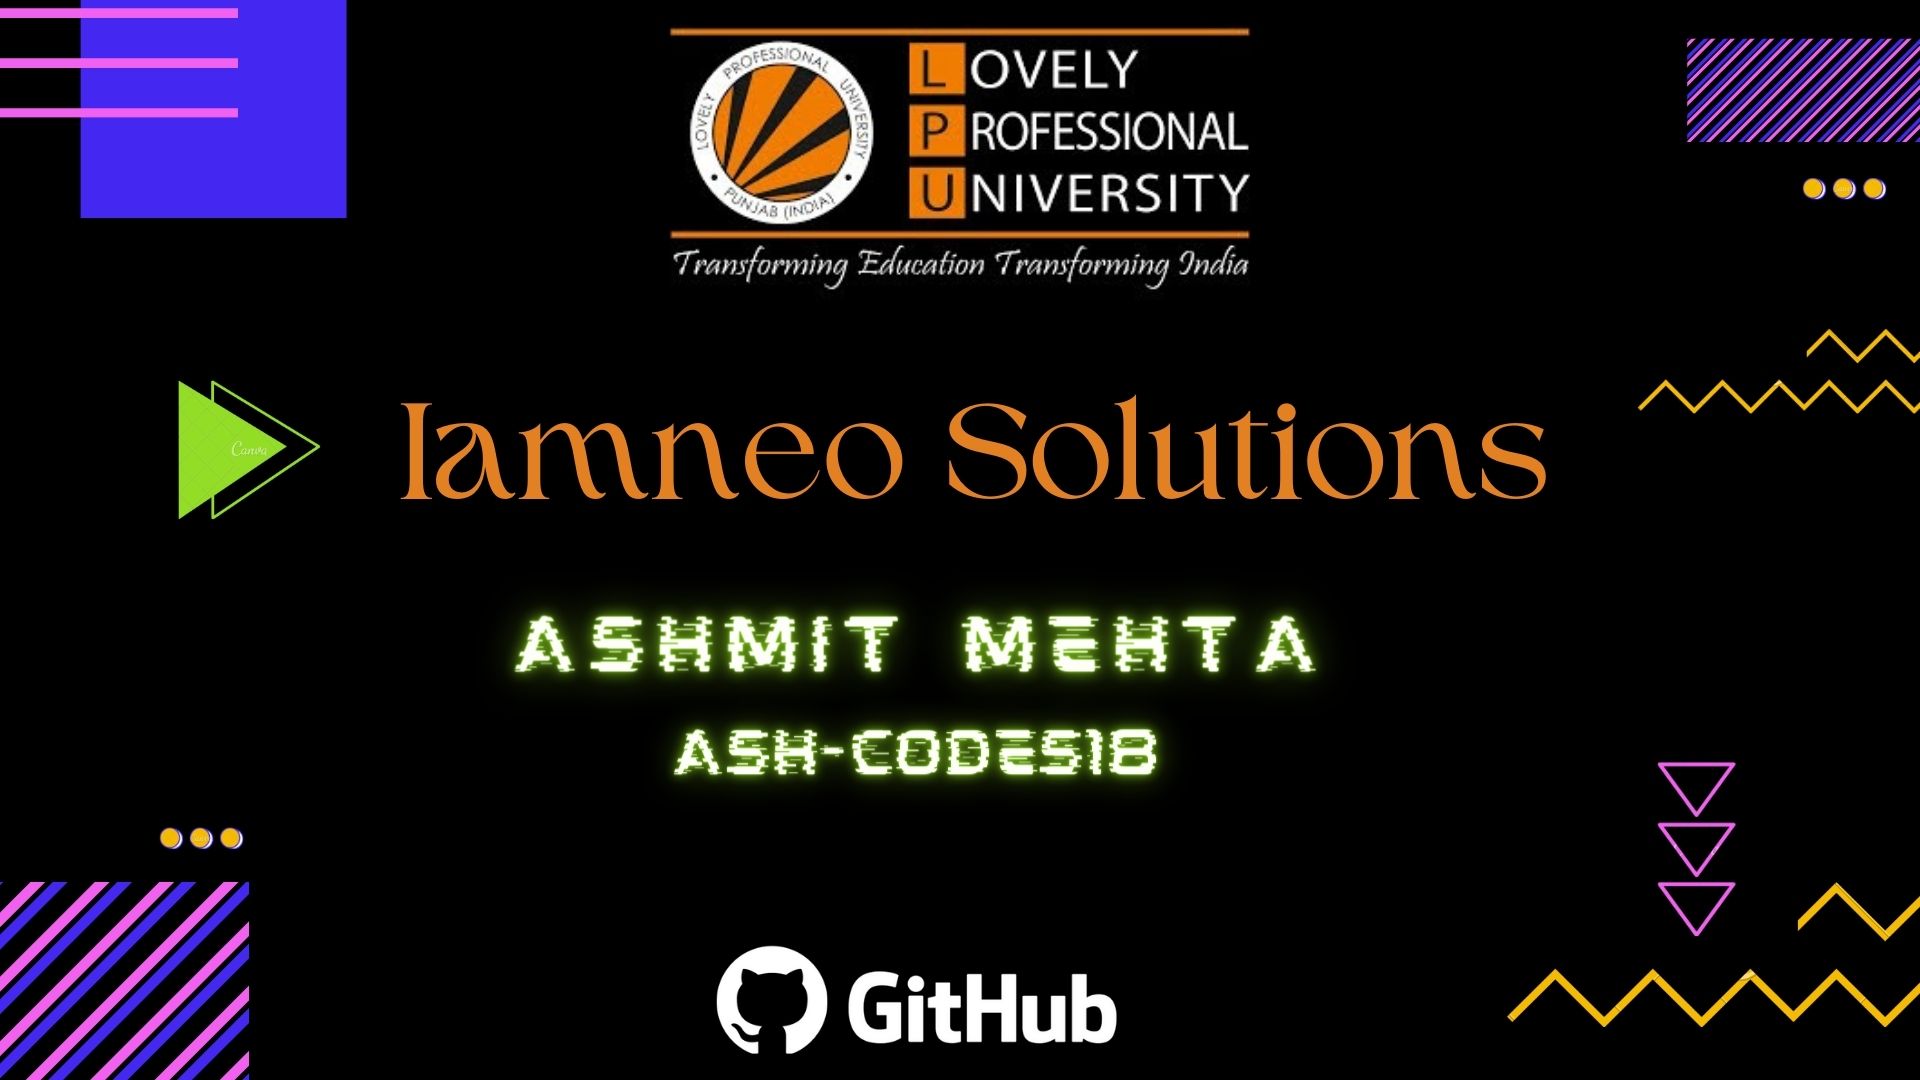 LOVELY PROFESSIONAL UNIVERSITY
PUNJAB (INDIA)
LOVELY
PROFESSIONAL
UNIVERSITY
Transforming Education Transforming India
Canva
Iamneo Solutions
ASHMIT MEHTA
ASH-CODES18
GitHub